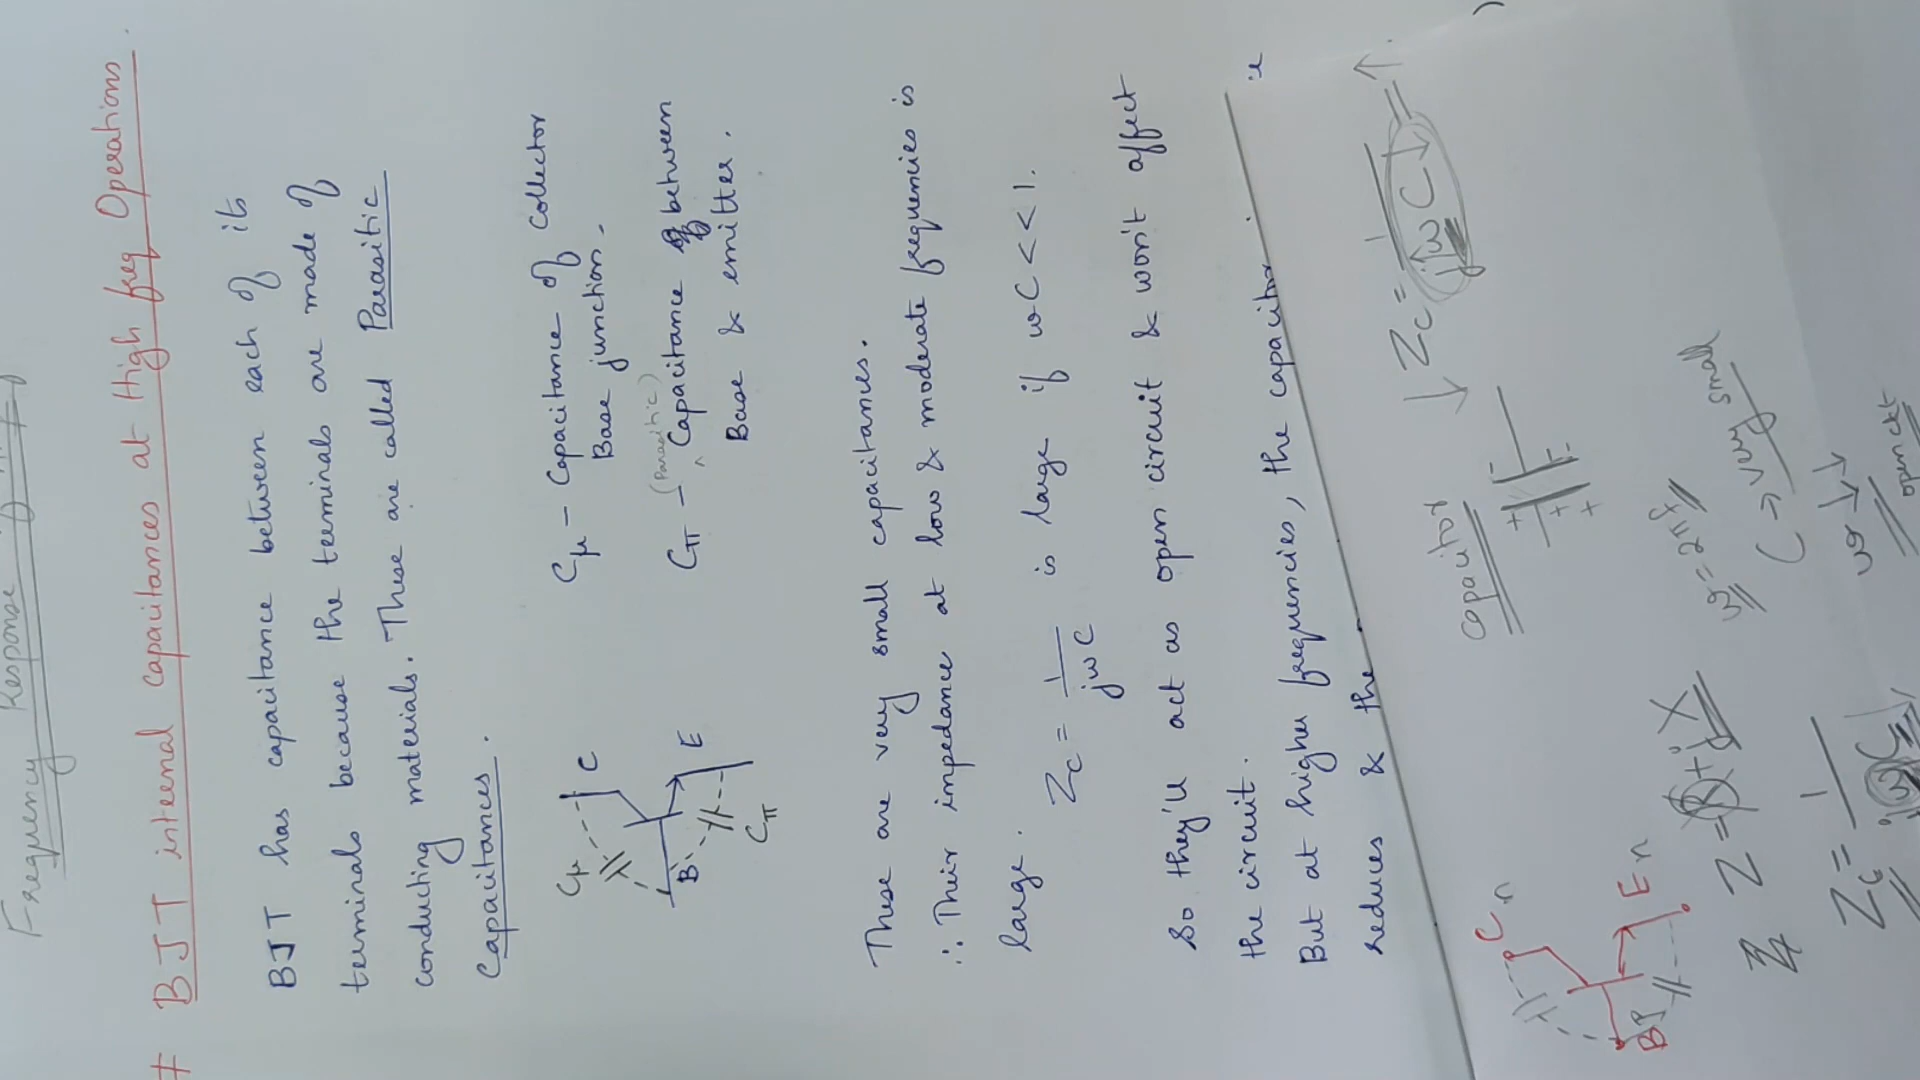 Frequency Response
# BJT internal capacitances at High freq Operations.
BJT has capacitance between each of its
terminals because the terminals are made of
conducting materials. These are called Parasitic
Capacitances.
Cμ
C
B
E
Cπ
Cμ - Capacitance of collector
Base junction.
(Parasitic)
Cπ - ^ Capacitance between
Base & emitter.
These are very small capacitances.
∴ Their impedance at low & moderate frequencies is
large.
Zc = 1/jωC is large if ωC << 1.
So they'll act as open circuit & won't affect
the circuit.
But at higher frequencies, the capacitor
reduces & the
↓ Zc = 1/jωC ↑
capacitor
+ -
+ -
+
ω = 2πf
C → very small
ω ↓↓
open ckt
C n
B P
E n
Z = R + jX
Z
Zc = 1/jωC